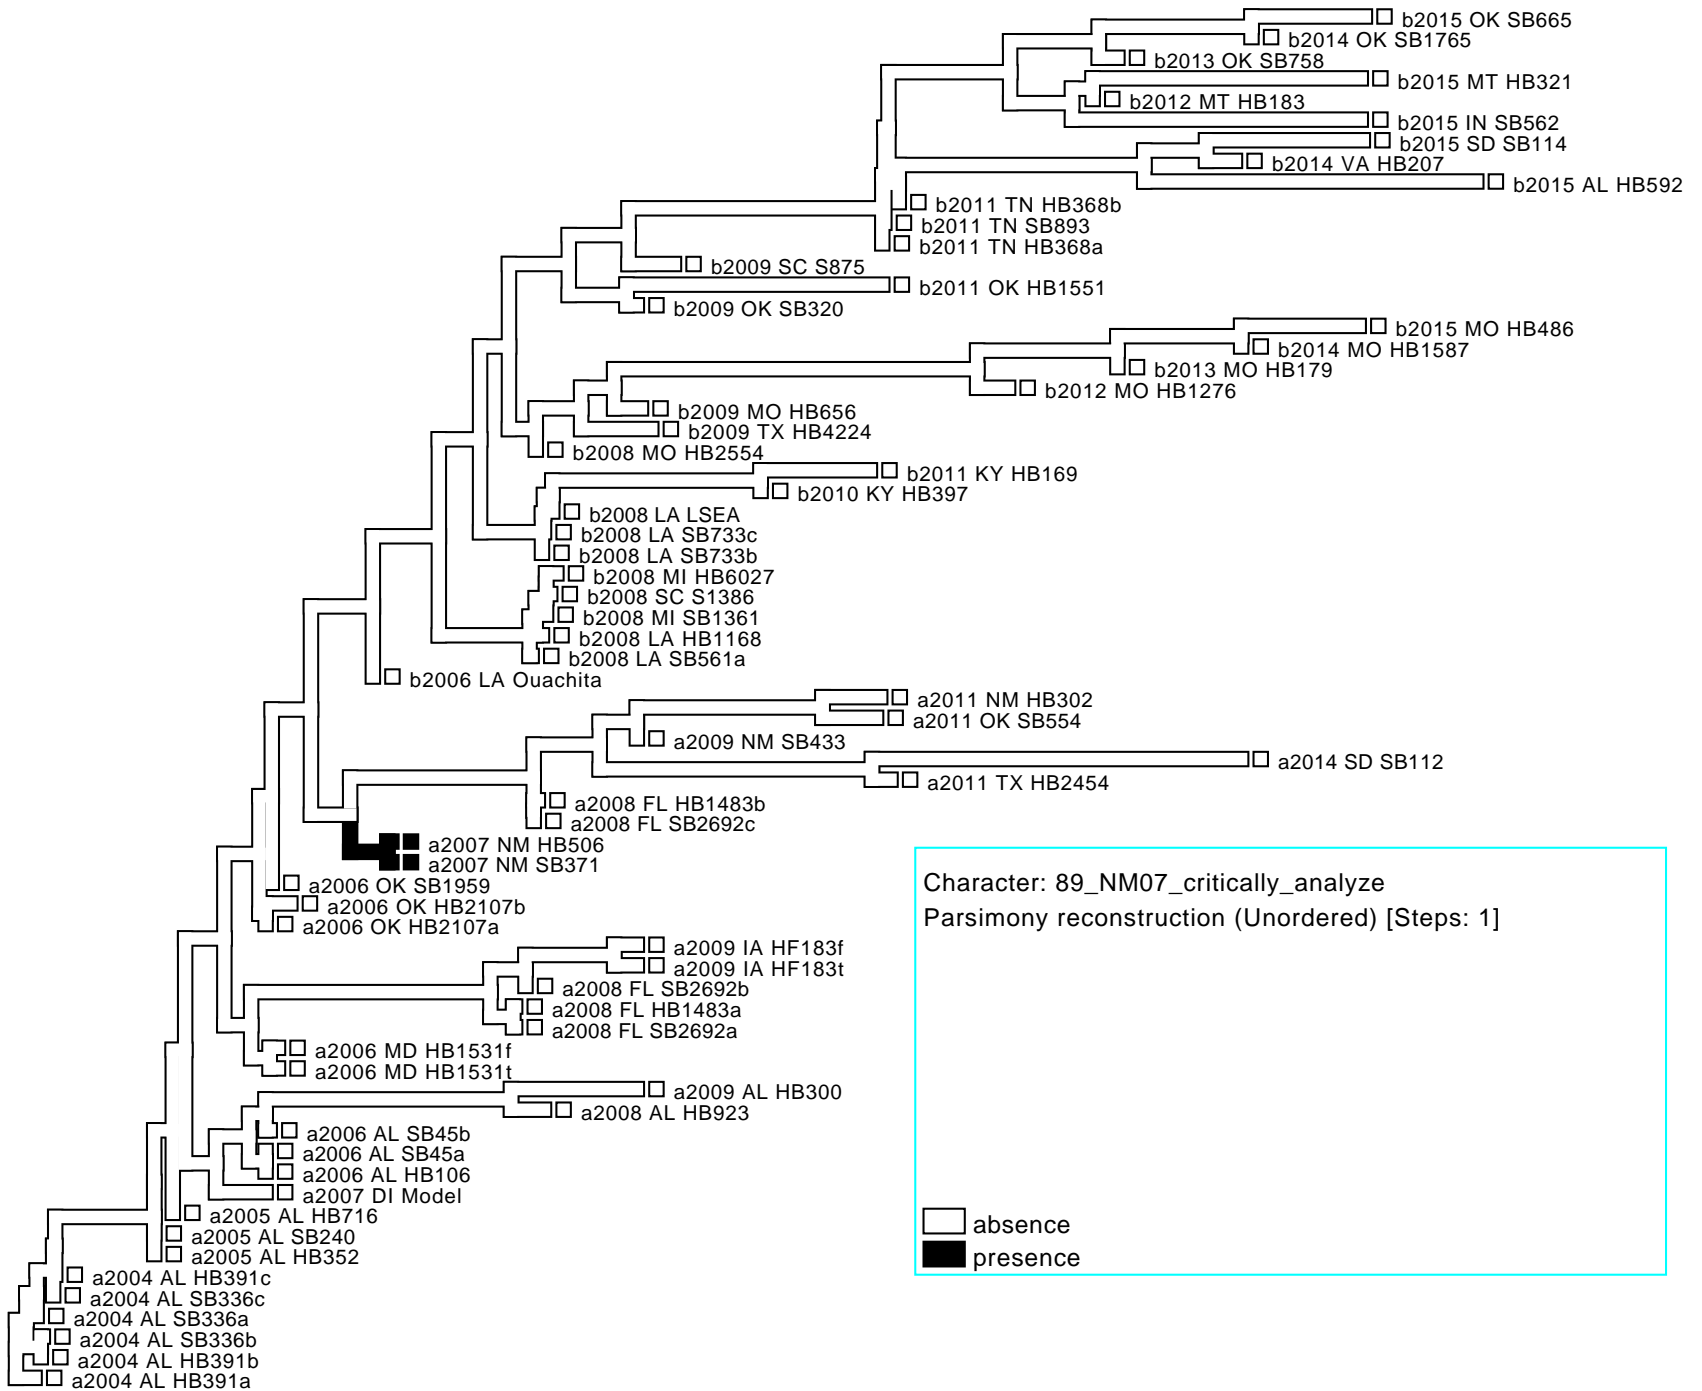 b2015 OK SB665
b2014 OK SB1765
b2013 OK SB758
b2015 MT HB321
b2012 MT HB183
b2015 IN SB562
b2015 SD SB114
b2014 VA HB207
b2015 AL HB592
b2011 TN HB368b
b2011 TN SB893
b2011 TN HB368a
b2009 SC S875
b2011 OK HB1551
b2009 OK SB320
b2015 MO HB486
b2014 MO HB1587
b2013 MO HB179
b2012 MO HB1276
b2009 MO HB656
b2009 TX HB4224
b2008 MO HB2554
b2011 KY HB169
b2010 KY HB397
b2008 LA LSEA
b2008 LA SB733c
b2008 LA SB733b
b2008 MI HB6027
b2008 SC S1386
b2008 MI SB1361
b2008 LA HB1168
b2008 LA SB561a
b2006 LA Ouachita
a2011 NM HB302
a2011 OK SB554
a2009 NM SB433
a2014 SD SB112
a2011 TX HB2454
a2008 FL HB1483b
a2008 FL SB2692c
a2007 NM HB506
a2007 NM SB371
a2006 OK SB1959
a2006 OK HB2107b
a2006 OK HB2107a
a2009 IA HF183f
a2009 IA HF183t
a2008 FL SB2692b
a2008 FL HB1483a
a2008 FL SB2692a
a2006 MD HB1531f
a2006 MD HB1531t
a2009 AL HB300
a2008 AL HB923
a2006 AL SB45b
a2006 AL SB45a
a2006 AL HB106
a2007 DI Model
a2005 AL HB716
a2005 AL SB240
a2005 AL HB352
a2004 AL HB391c
a2004 AL SB336c
a2004 AL SB336a
a2004 AL SB336b
a2004 AL HB391b
a2004 AL HB391a
Character: 89_NM07_critically_analyze
Parsimony reconstruction (Unordered) [Steps: 1]
absence
presence